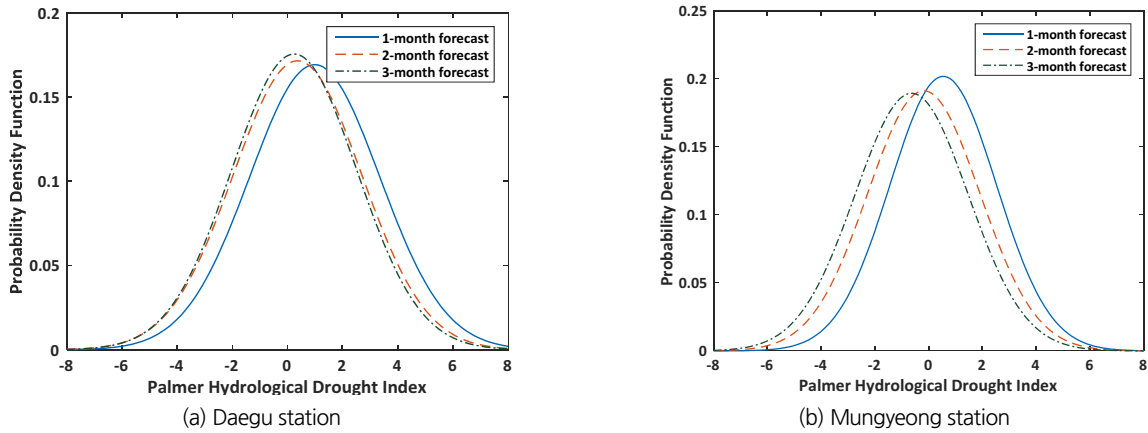 Probability Density Function
0.2
0.15
0.1
0.05
0
-8
-6
-4
-2
0
2
4
6
8
1-month forecast
2-month forecast
3-month forecast
Palmer Hydrological Drought Index
(a) Daegu station
Probability Density Function
0.25
0.20
0.15
0.1
0.05
0
-8
-6
-4
-2
0
2
4
6
8
1-month forecast
2-month forecast
3-month forecast
Palmer Hydrological Drought Index
(b) Mungyeong station